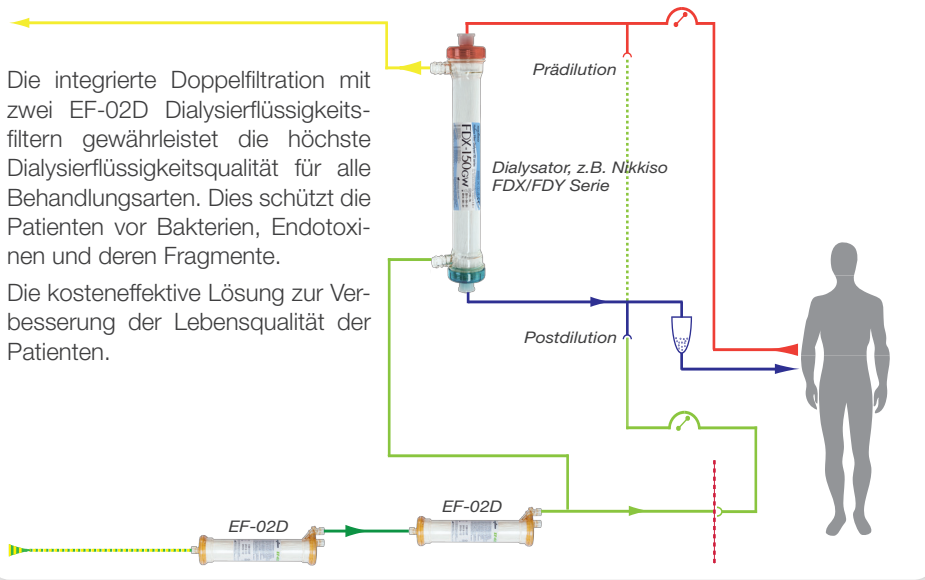 Die integrierte Doppelfiltration mit
zwei EF-02D Dialysierflüssigkeits-
filtern gewährleistet die höchste
Dialysierflüssigkeitsqualität für alle
Behandlungsarten. Dies schützt die
Patienten vor Bakterien, Endotoxi-
nen und deren Fragmente.
Die kosteneffektive Lösung zur Ver-
besserung der Lebensqualität der
Patienten.
Prädilution
FDX-150GW
Dialysator, z.B. Nikkiso
FDX/FDY Serie
Postdilution
EF-02D
EF-02D